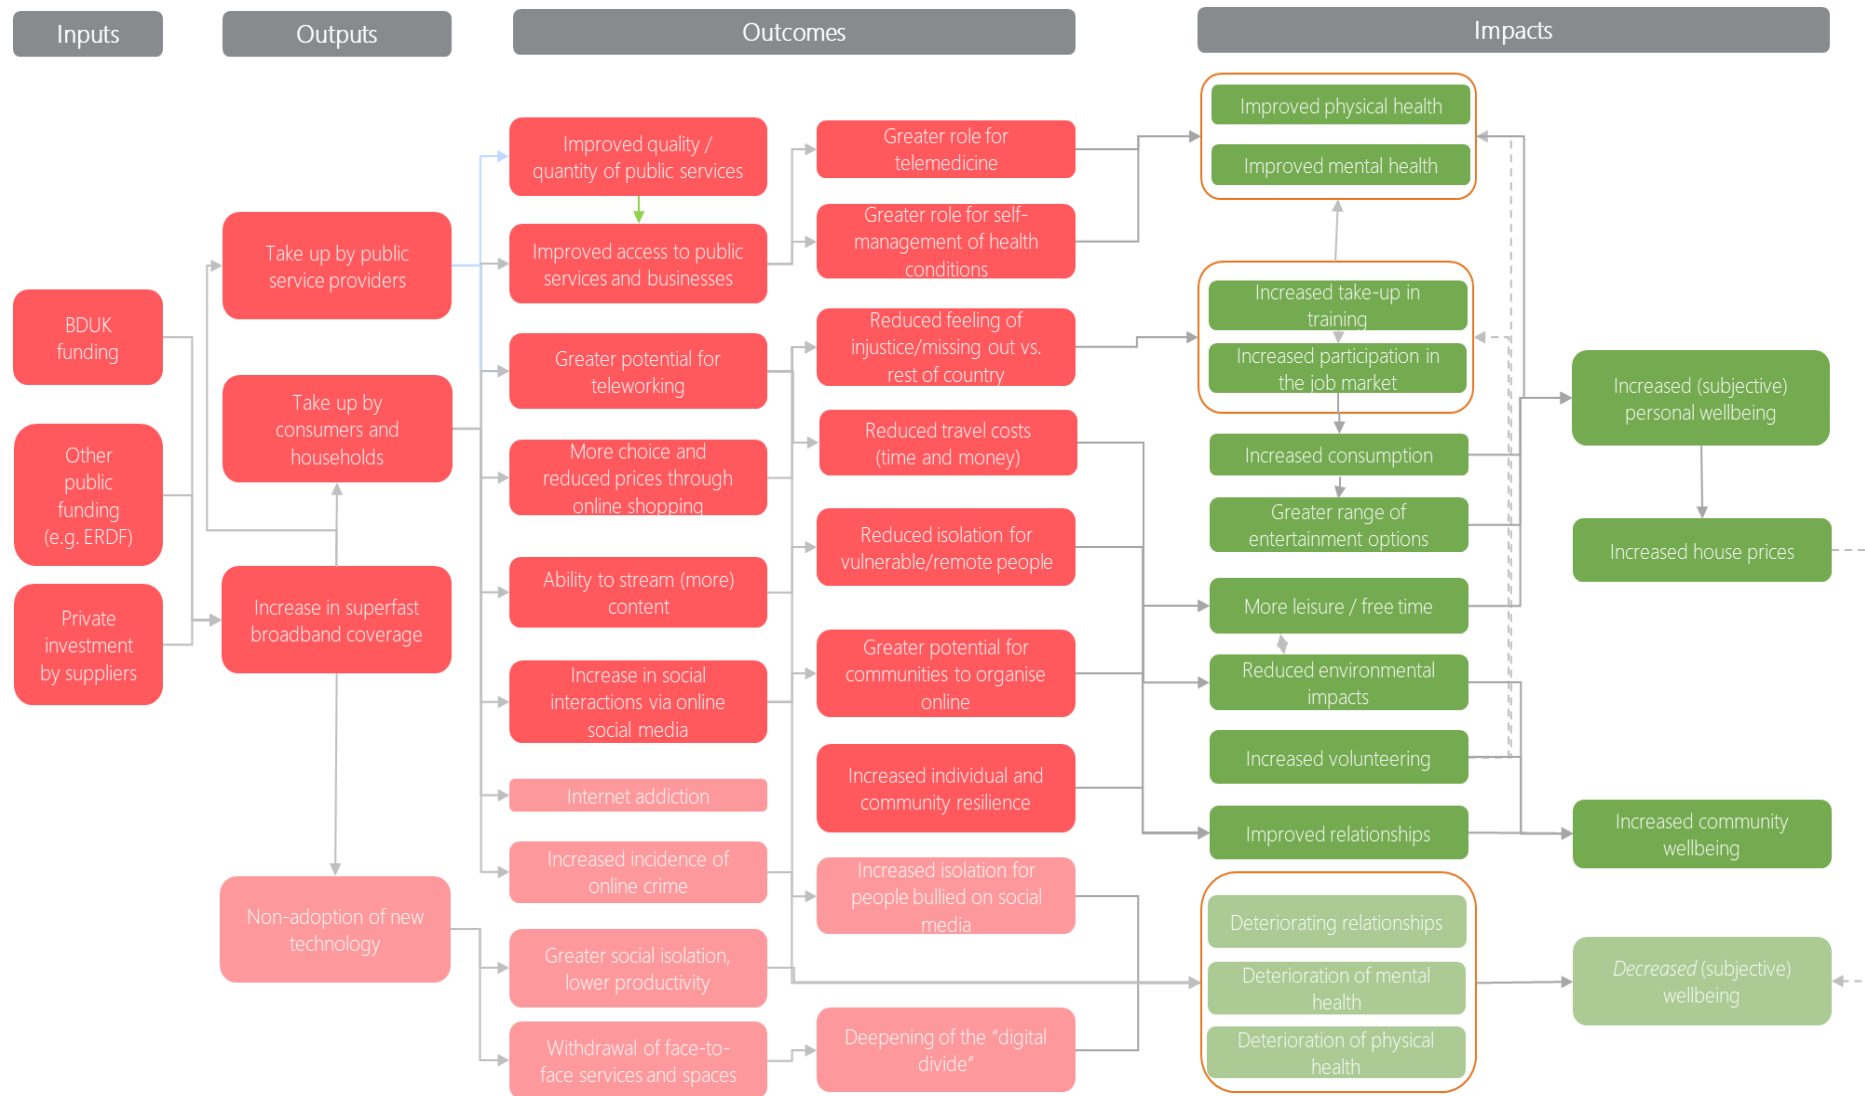 Inputs
Outputs
Outcomes
Impacts
BDUK
funding
Other
public
funding
(e.g. ERDF)
Private
investment
by suppliers
Take up by public
service providers
Take up by
consumers and
households
Increase in superfast
broadband coverage
Non-adoption of new
technology
Improved quality /
quantity of public services
Improved access to public
services and businesses
Greater potential for
teleworking
More choice and
reduced prices through
online shopping
Ability to stream (more)
content
Increase in social
interactions via online
social media
Internet addiction
Increased incidence of
online crime
Greater social isolation,
lower productivity
Withdrawal of face-to-
face services and spaces
Greater role for
telemedicine
Greater role for self-
management of health
conditions
Reduced feeling of
injustice/missing out vs.
rest of country
Reduced travel costs
(time and money)
Reduced isolation for
vulnerable/remote people
Greater potential for
communities to organise
online
Increased individual and
community resilience
Increased isolation for
people bullied on social
media
Deepening of the “digital
divide”
Improved physical health
Improved mental health
Increased take-up in
training
Increased participation in
the job market
Increased consumption
Greater range of
entertainment options
More leisure / free time
Reduced environmental
impacts
Increased volunteering
Improved relationships
Deteriorating relationships
Deterioration of mental
health
Deterioration of physical
health
Increased (subjective)
personal wellbeing
Increased house prices
Increased community
wellbeing
Decreased (subjective)
wellbeing